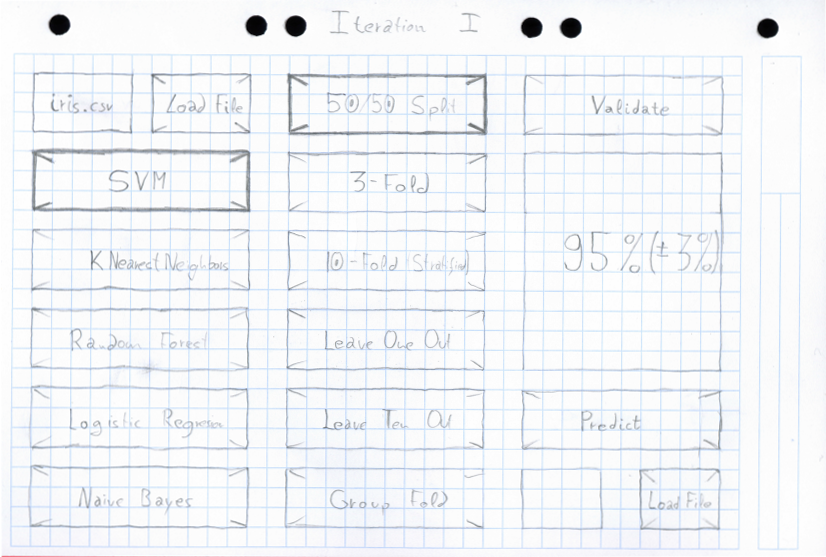 Iteration I
iris.csv
Load File
50/50 Split
Validate
SVM
3-Fold
95% (± 3%)
K Nearest Neighbors
10-Fold (Stratified)
Random Forest
Leave One Out
Logistic Regression
Leave Ten Out
Predict
Naive Bayes
Group Fold
Load File